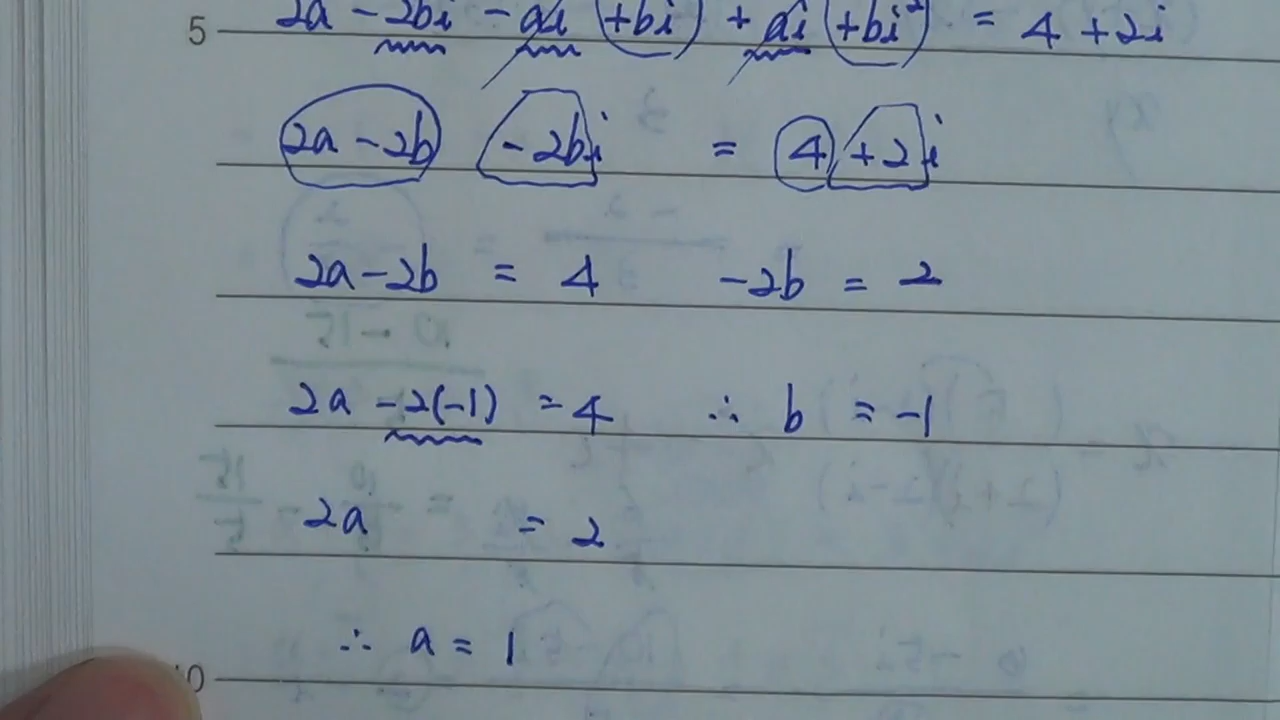 5 2a - 2bi - ai (+bi) + ai (+bi²) = 4 + 2i
2a - 2b - 2bi = 4 + 2i
2a - 2b = 4 -2b = 2
2a - 2(-1) = 4 ∴ b = -1
2a = 2
∴ a = 1